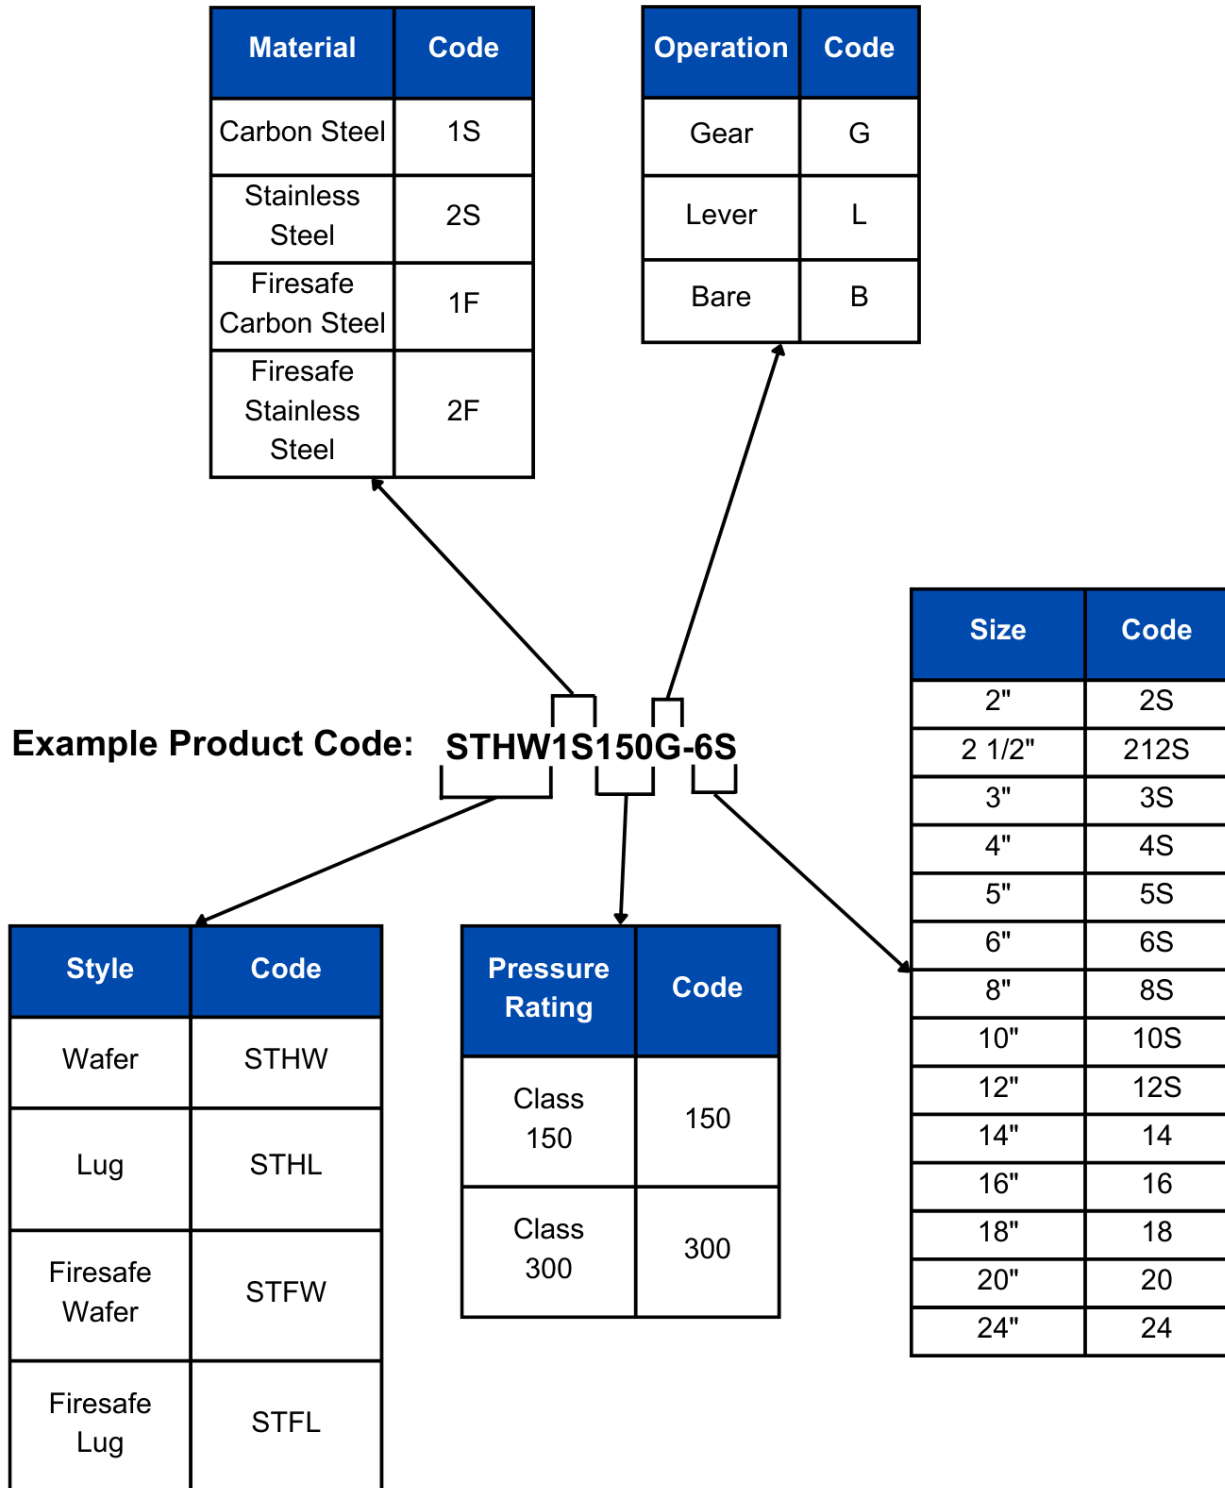 Material Code
Carbon Steel 1S
Stainless
Steel 2S
Firesafe
Carbon Steel 1F
Firesafe
Stainless
Steel 2F
Operation Code
Gear G
Lever L
Bare B
Example Product Code: STHW1S150G-6S
Size Code
2" 2S
2 1/2" 212S
3" 3S
4" 4S
5" 5S
6" 6S
8" 8S
10" 10S
12" 12S
14" 14
16" 16
18" 18
20" 20
24" 24
Style Code
Wafer STHW
Lug STHL
Firesafe
Wafer STFW
Firesafe
Lug STFL
Pressure
Rating Code
Class
150 150
Class
300 300